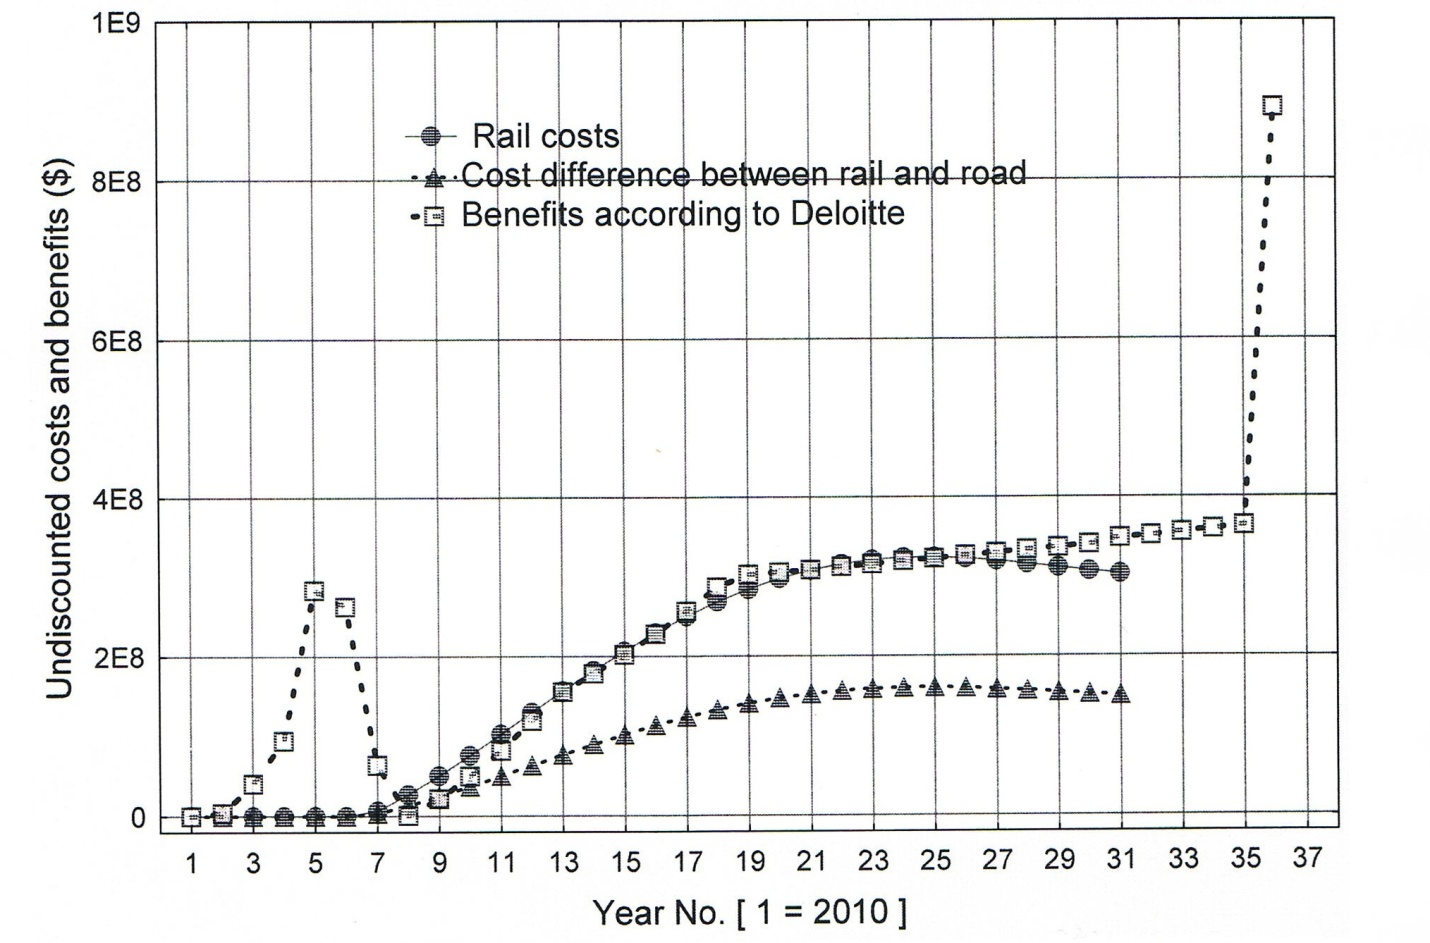 1E9
8E8
6E8
4E8
2E8
0
Undiscounted costs and benefits ($)
Rail costs
Cost difference between rail and road
Benefits according to Deloitte
1 3 5 7 9 11 13 15 17 19 21 23 25 27 29 31 33 35 37
Year No. [ 1 = 2010 ]